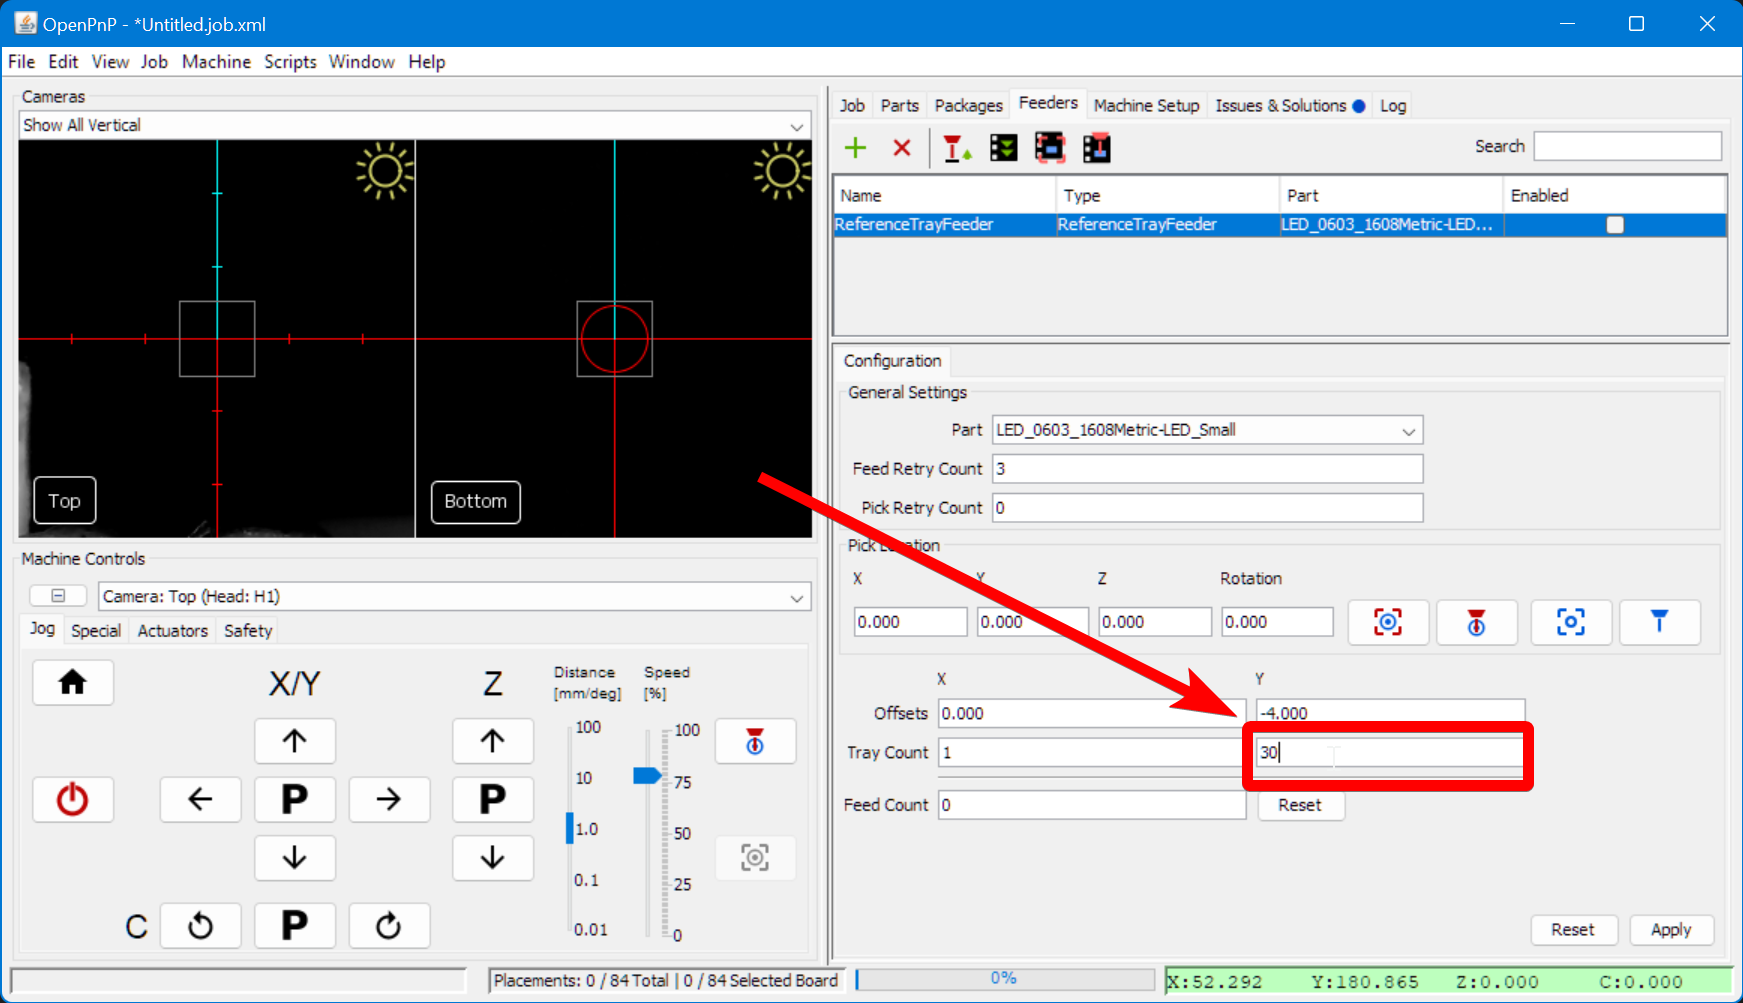 OpenPnP - *Untitled.job.xml
File Edit View Job Machine Scripts Window Help
Cameras
Show All Vertical
Top
Bottom
Machine Controls
Camera: Top (Head: H1)
Jog Special Actuators Safety
X/Y
Z
Distance [mm/deg]
Speed [%]
100
10
1.0
0.1
0.01
100
75
50
25
0
P
P
C
P
Job Parts Packages Feeders Machine Setup Issues & Solutions Log
Search
Name Type Part Enabled
ReferenceTrayFeeder ReferenceTrayFeeder LED_0603_1608Metric-LED...
Configuration
General Settings
Part LED_0603_1608Metric-LED_Small
Feed Retry Count 3
Pick Retry Count 0
Pick Location
X Y Z Rotation
0.000 0.000 0.000 0.000
X Y
Offsets 0.000 -4.000
Tray Count 1 30
Feed Count 0 Reset
Reset Apply
Placements: 0 / 84 Total | 0 / 84 Selected Board 0% X:52.292 Y:180.865 Z:0.000 C:0.000